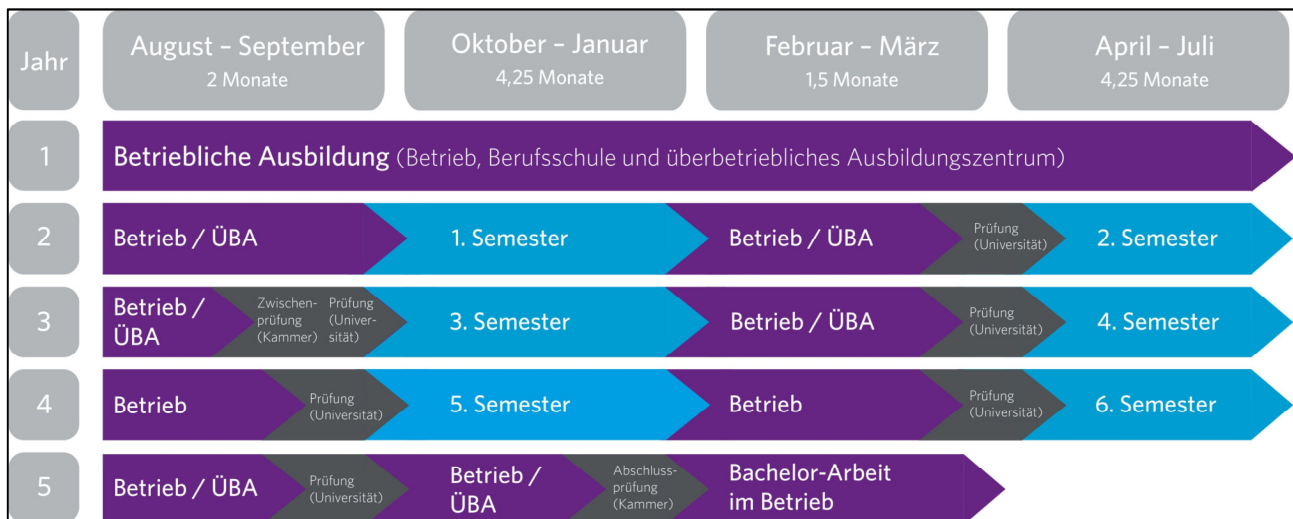 Jahr
August – September
2 Monate
Oktober – Januar
4,25 Monate
Februar – März
1,5 Monate
April – Juli
4,25 Monate
1
Betriebliche Ausbildung (Betrieb, Berufsschule und überbetriebliches Ausbildungszentrum)
2
Betrieb / ÜBA
1. Semester
Betrieb / ÜBA
Prüfung
(Universität)
2. Semester
3
Betrieb /
ÜBA
Zwischen-
prüfung
(Kammer)
Prüfung
(Univer-
sität)
3. Semester
Betrieb / ÜBA
Prüfung
(Universität)
4. Semester
4
Betrieb
Prüfung
(Universität)
5. Semester
Betrieb
Prüfung
(Universität)
6. Semester
5
Betrieb / ÜBA
Prüfung
(Universität)
Betrieb /
ÜBA
Abschluss-
prüfung
(Kammer)
Bachelor-Arbeit
im Betrieb